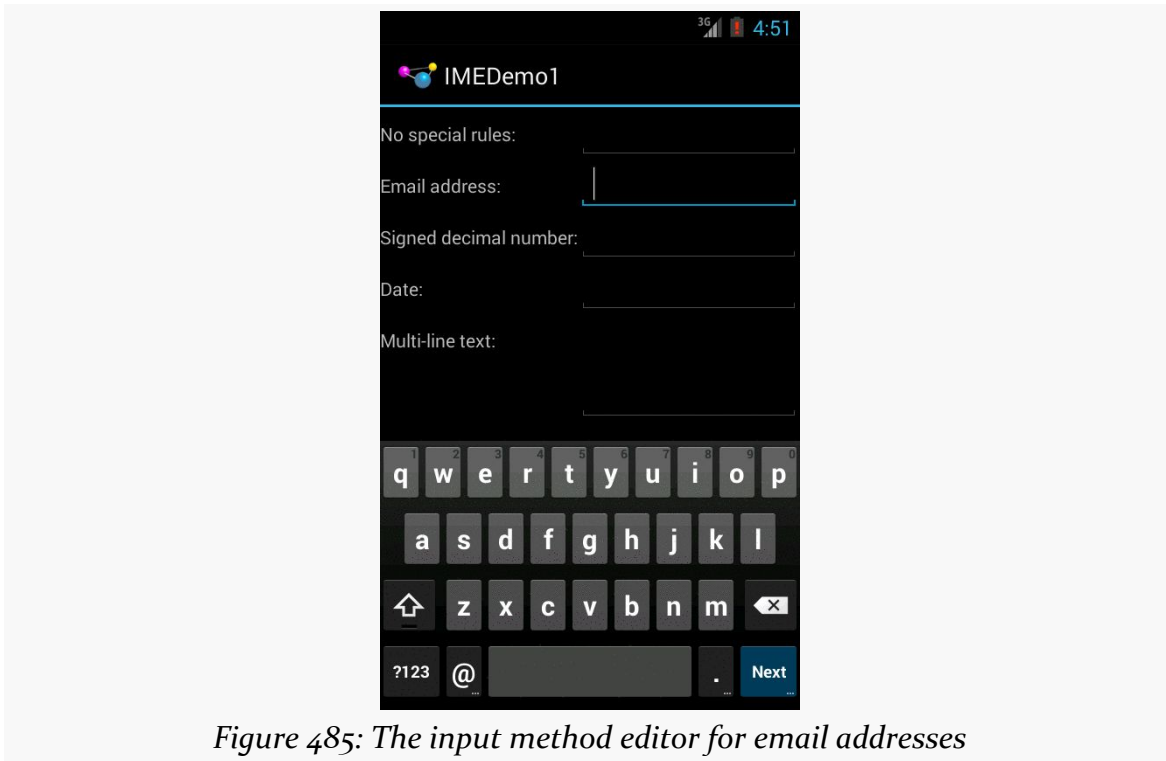 3G 4:51
IMEDemo1
No special rules:
Email address:
Signed decimal number:
Date:
Multi-line text:
1 2 3 4 5 6 7 8 9 0
q w e r t y u i o p
a s d f g h j k l
z x c v b n m
?123 @ ... . ... Next ...
Figure 485: The input method editor for email addresses